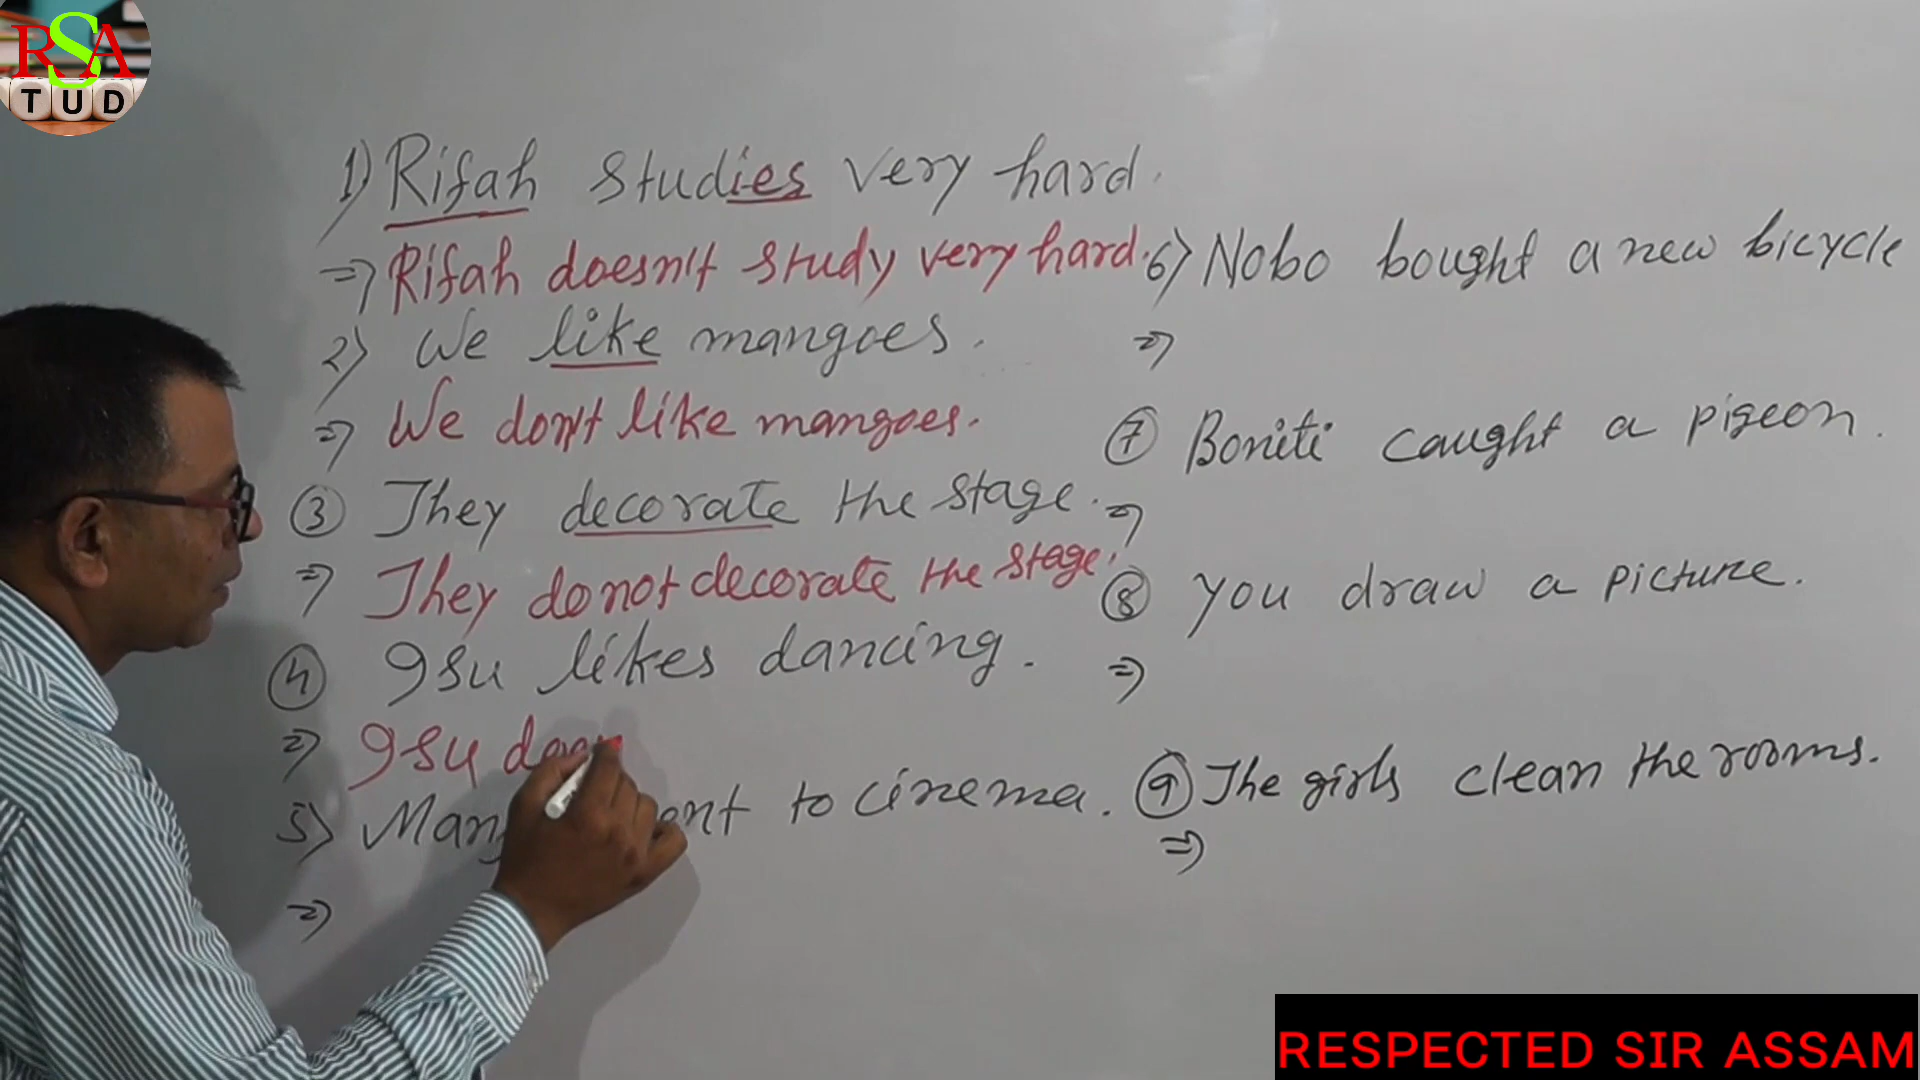 RSA
TUD
1) Rifah studies very hard.
=> Rifah doesn't study very hard.
2) We like mangoes.
=> We don't like mangoes.
③ They decorate the stage.
=> They do not decorate the stage.
④ Isu likes dancing.
=> Isu
5) to cinema.
=>
6) Nobo bought a new bicycle
=>
⑦ Boniti caught a pigeon.
=>
⑧ you draw a picture.
=>
⑨ The girls clean the rooms.
=>
RESPECTED SIR ASSAM